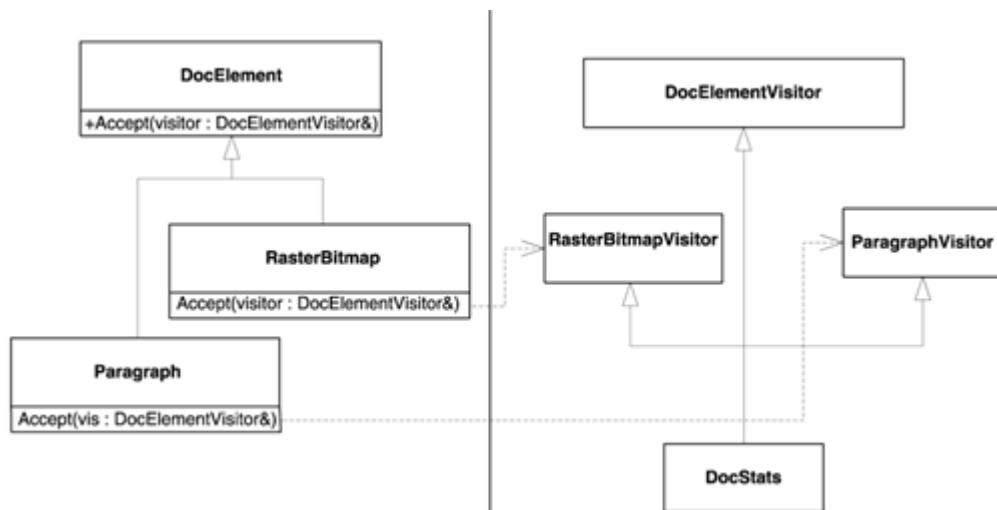 DocElement
+Accept(visitor : DocElementVisitor&)
DocElementVisitor
RasterBitmap
Accept(visitor : DocElementVisitor&)
RasterBitmapVisitor
ParagraphVisitor
Paragraph
Accept(vis : DocElementVisitor&)
DocStats